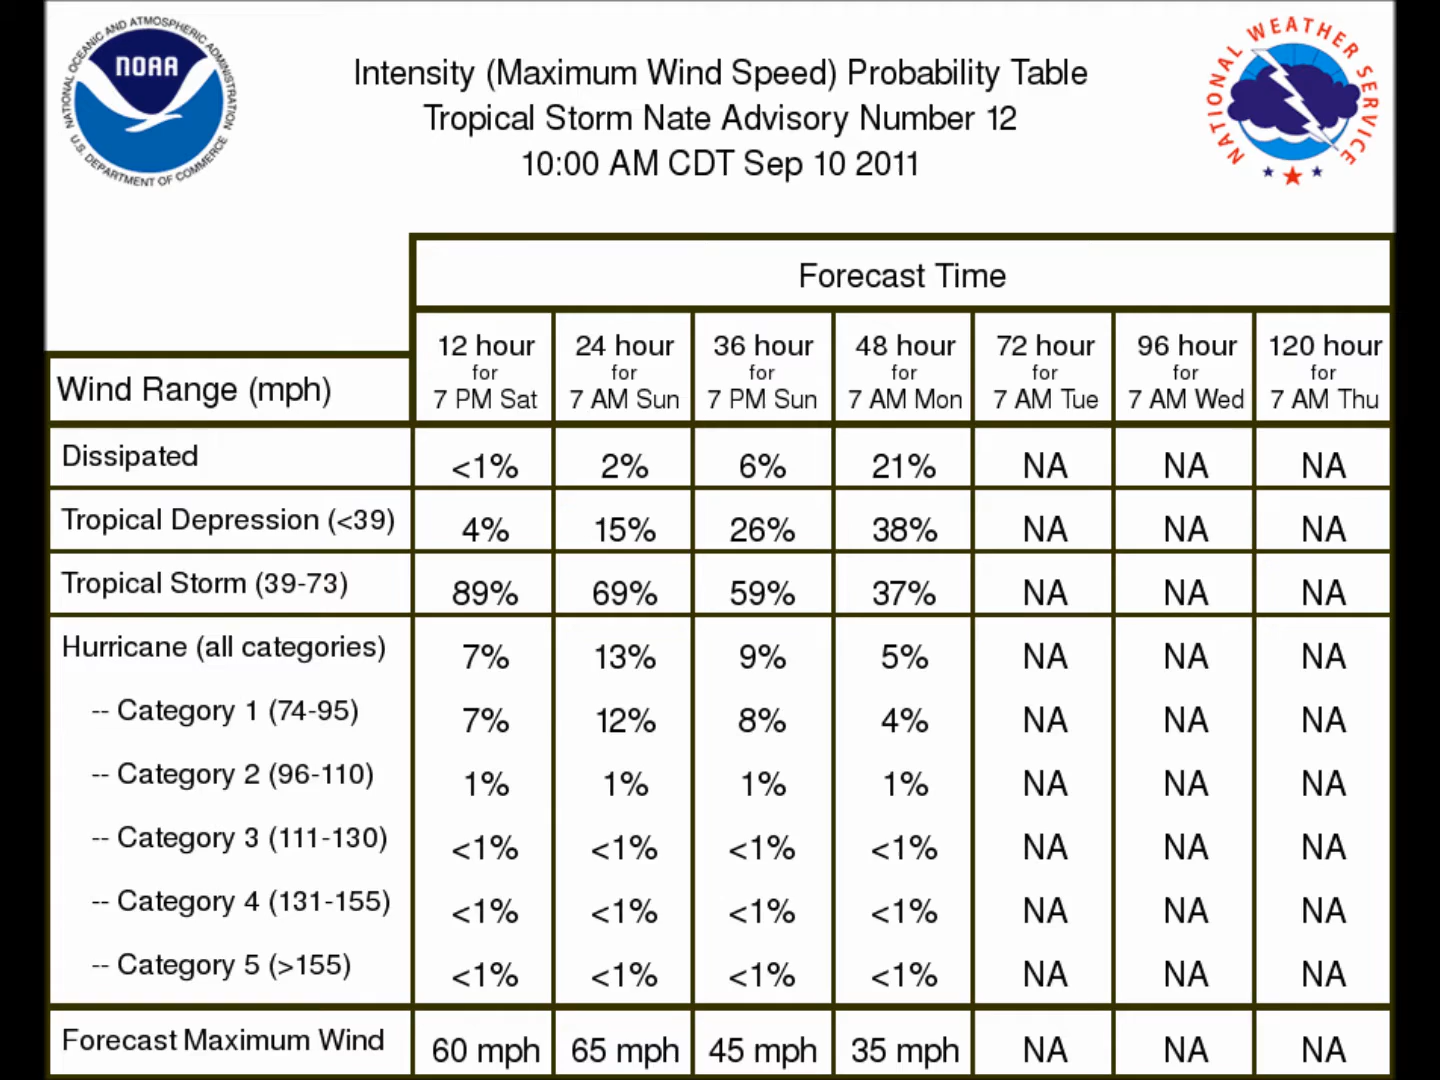 NATIONAL OCEANIC AND ATMOSPHERIC ADMINISTRATION
NOAA
U.S. DEPARTMENT OF COMMERCE
Intensity (Maximum Wind Speed) Probability Table
Tropical Storm Nate Advisory Number 12
10:00 AM CDT Sep 10 2011
NATIONAL WEATHER SERVICE
Forecast Time
Wind Range (mph)
12 hour for 7 PM Sat
24 hour for 7 AM Sun
36 hour for 7 PM Sun
48 hour for 7 AM Mon
72 hour for 7 AM Tue
96 hour for 7 AM Wed
120 hour for 7 AM Thu
Dissipated <1% 2% 6% 21% NA NA NA
Tropical Depression (<39) 4% 15% 26% 38% NA NA NA
Tropical Storm (39-73) 89% 69% 59% 37% NA NA NA
Hurricane (all categories) 7% 13% 9% 5% NA NA NA
-- Category 1 (74-95) 7% 12% 8% 4% NA NA NA
-- Category 2 (96-110) 1% 1% 1% 1% NA NA NA
-- Category 3 (111-130) <1% <1% <1% <1% NA NA NA
-- Category 4 (131-155) <1% <1% <1% <1% NA NA NA
-- Category 5 (>155) <1% <1% <1% <1% NA NA NA
Forecast Maximum Wind 60 mph 65 mph 45 mph 35 mph NA NA NA